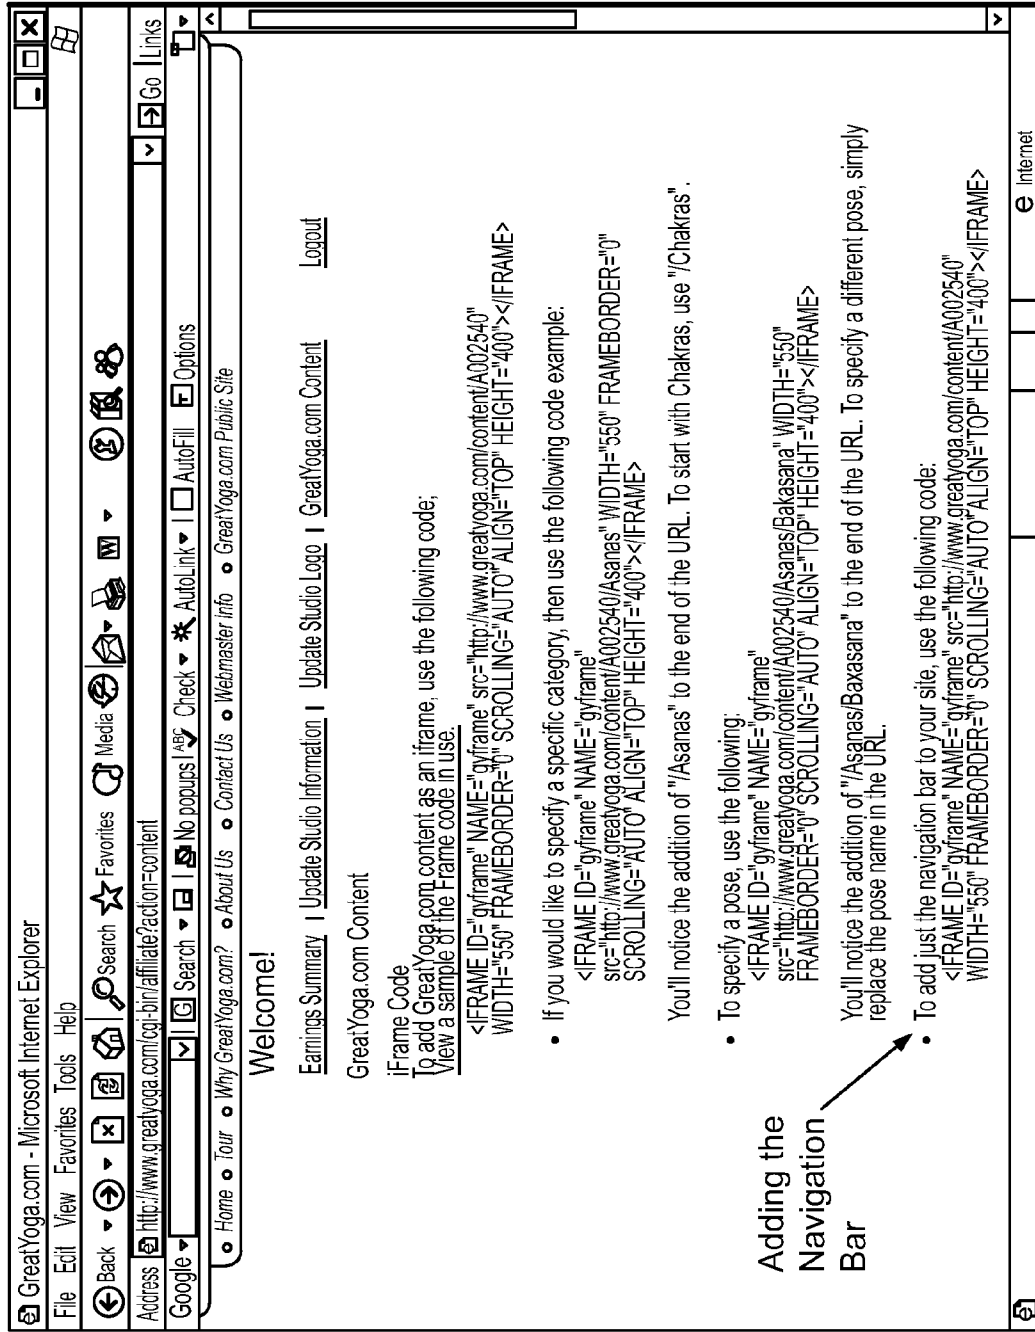 GreatYoga.com - Microsoft Internet Explorer
File Edit View Favorites Tools Help
Back Search Favorites Media W
Address http://www.greatyoga.com/cgi-bin/affiliate?action-content Go Links
Google G Search No popups ABC Check AutoLink AutoFill Options
Home Tour Why GreatYoga.com? About Us Contact Us Webmaster Info GreatYoga.com Public Site
Welcome!
Earnings Summary | Update Studio Information | Update Studio Logo | GreatYoga.com Content Logout
GreatYoga.com Content
iFrame Code
To add GreatYoga.com content as an iframe, use the following code;
View a sample of the Frame code in use.
<IFRAME ID="gyframe" NAME="gyframe" src="http://www.greatyoga.com/content/A002540"
WIDTH="550" FRAMEBORDER="0" SCROLLING="AUTO" ALIGN="TOP" HEIGHT="400"></IFRAME>
• If you would like to specify a specific category, then use the following code example:
<IFRAME ID="gyframe" NAME="gyframe"
src="http://www.greatyoga.com/content/A002540/Asanas" WIDTH="550" FRAMEBORDER="0"
SCROLLING="AUTO" ALIGN="TOP" HEIGHT="400"></IFRAME>
You'll notice the addition of "/Asanas" to the end of the URL. To start with Chakras, use "/Chakras".
• To specify a pose, use the following:
<IFRAME ID="gyframe" NAME="gyframe"
src="http://www.greatyoga.com/content/A002540/Asanas/Bakasana" WIDTH="550"
FRAMEBORDER="0" SCROLLING="AUTO" ALIGN="TOP" HEIGHT="400"></IFRAME>
You'll notice the addition of "/Asanas/Baxasana" to the end of the URL. To specify a different pose, simply
replace the pose name in the URL.
• To add just the navigation bar to your site, use the following code:
<IFRAME ID="gyframe" NAME="gyframe" src="http://www.greatyoga.com/content/A002540"
WIDTH="550" FRAMEBORDER="0" SCROLLING="AUTO" ALIGN="TOP" HEIGHT="400"></IFRAME>
Adding the
Navigation
Bar
e Internet